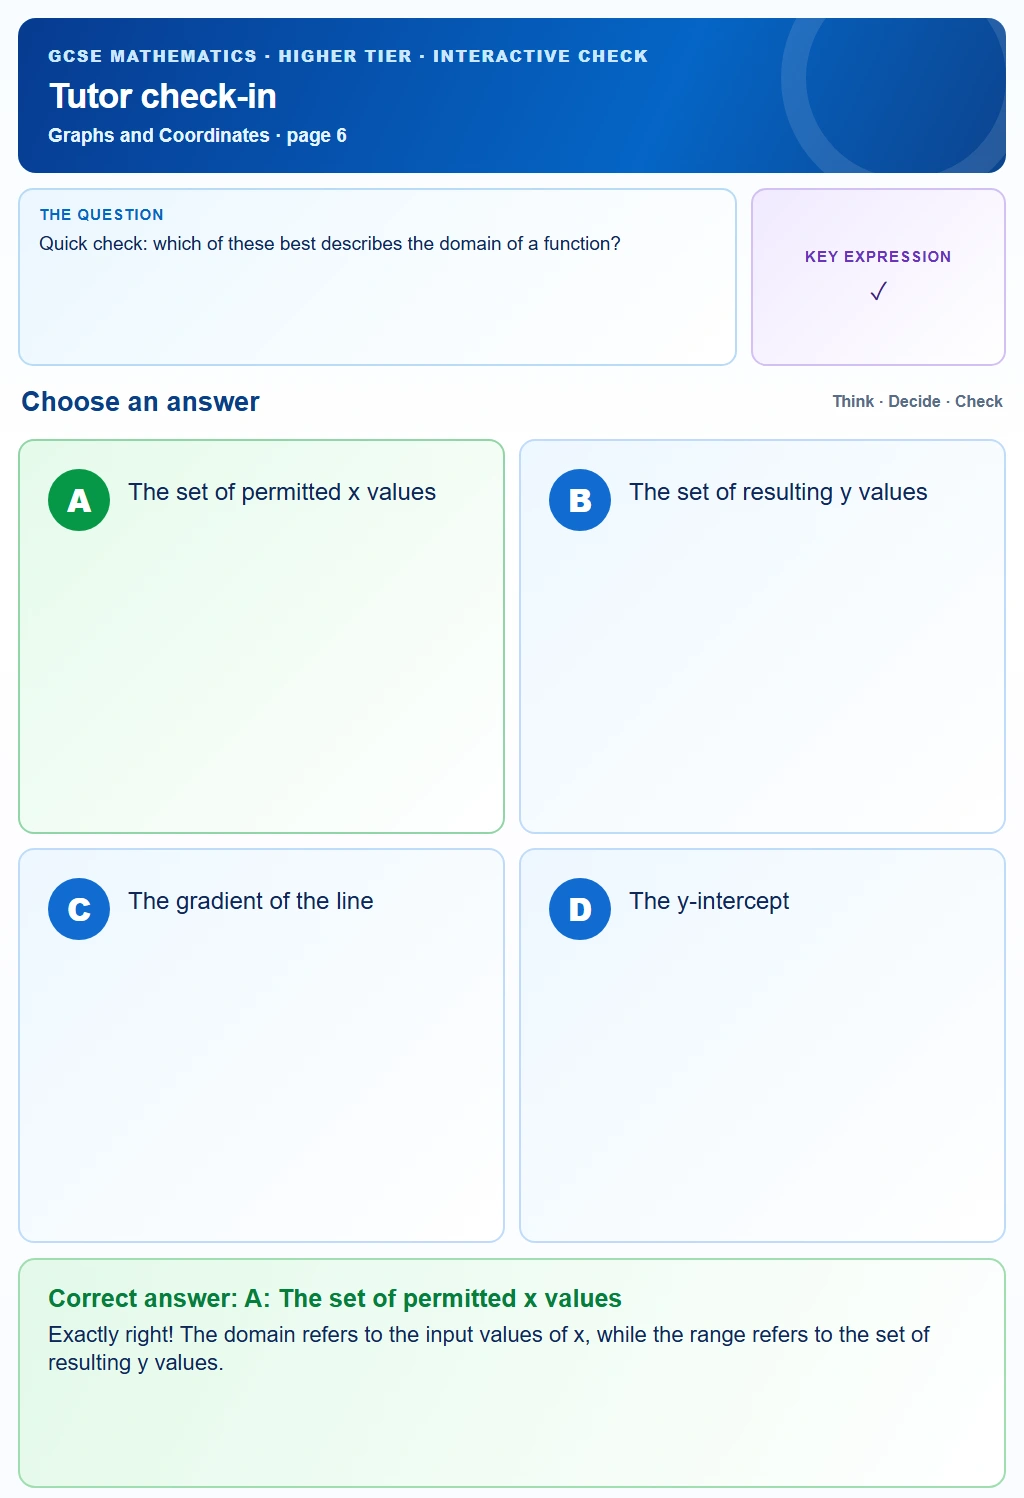 GCSE MATHEMATICS · HIGHER TIER · INTERACTIVE CHECK
Tutor check-in
Graphs and Coordinates · page 6
THE QUESTION
Quick check: which of these best describes the domain of a function?
KEY EXPRESSION
✓
Choose an answer
Think · Decide · Check
A The set of permitted x values
B The set of resulting y values
C The gradient of the line
D The y-intercept
Correct answer: A: The set of permitted x values
Exactly right! The domain refers to the input values of x, while the range refers to the set of
resulting y values.